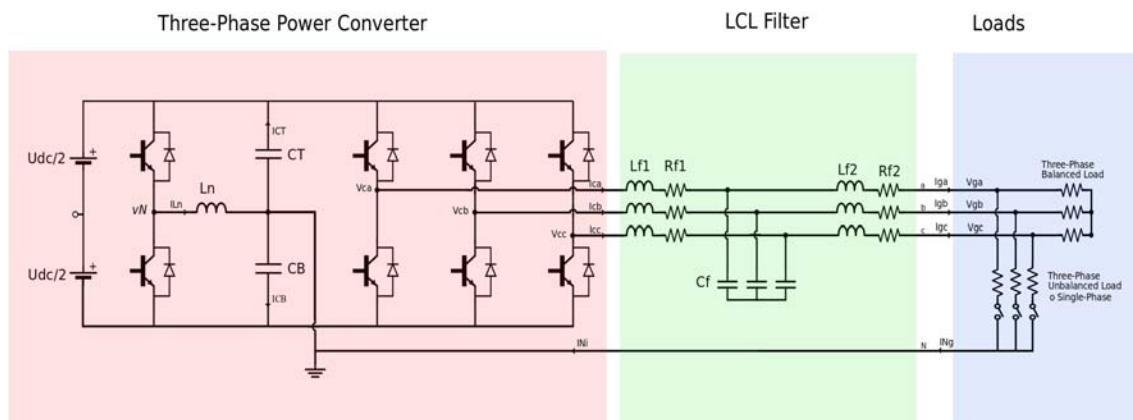 Three-Phase Power Converter
LCL Filter
Loads
Udc/2
+
Udc/2
+
vN
ILn
Ln
ICT
CT
CB
ICB
Vca
Vcb
Vcc
Ica
Icb
Icc
INi
Lf1
Rf1
Cf
Lf2
Rf2
a
b
c
N
Iga
Igb
Igc
INg
Vga
Vgb
Vgc
Three-Phase
Balanced Load
Three-Phase
Unbalanced Load
o Single-Phase